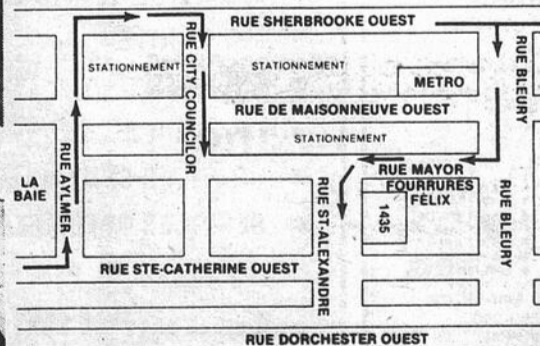 RUE SHERBROOKE OUEST
RUE CITY COUNCILOR
RUE BLEURY
STATIONNEMENT
STATIONNEMENT
METRO
RUE DE MAISONNEUVE OUEST
STATIONNEMENT
RUE AYLMER
LA
BAIE
RUE MAYOR
FOURRURES
FÉLIX
1435
RUE ST-ALEXANDRE
RUE BLEURY
RUE STE-CATHERINE OUEST
RUE DORCHESTER OUEST